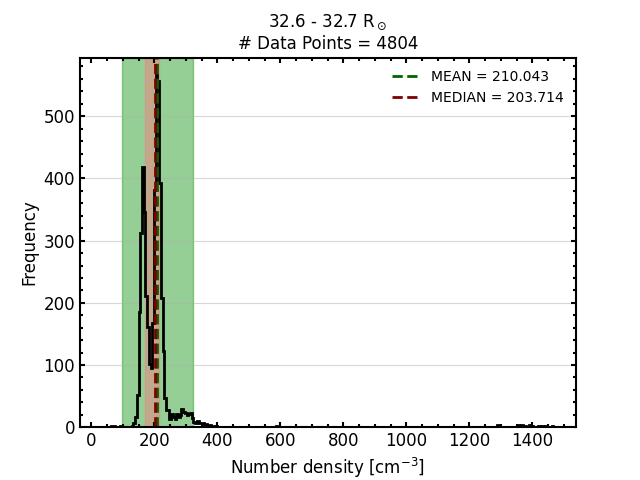 32.6 - 32.7 R⊙
# Data Points = 4804
MEAN = 210.043
MEDIAN = 203.714
Frequency
500
400
300
200
100
0
0 200 400 600 800 1000 1200 1400
Number density [cm⁻³]